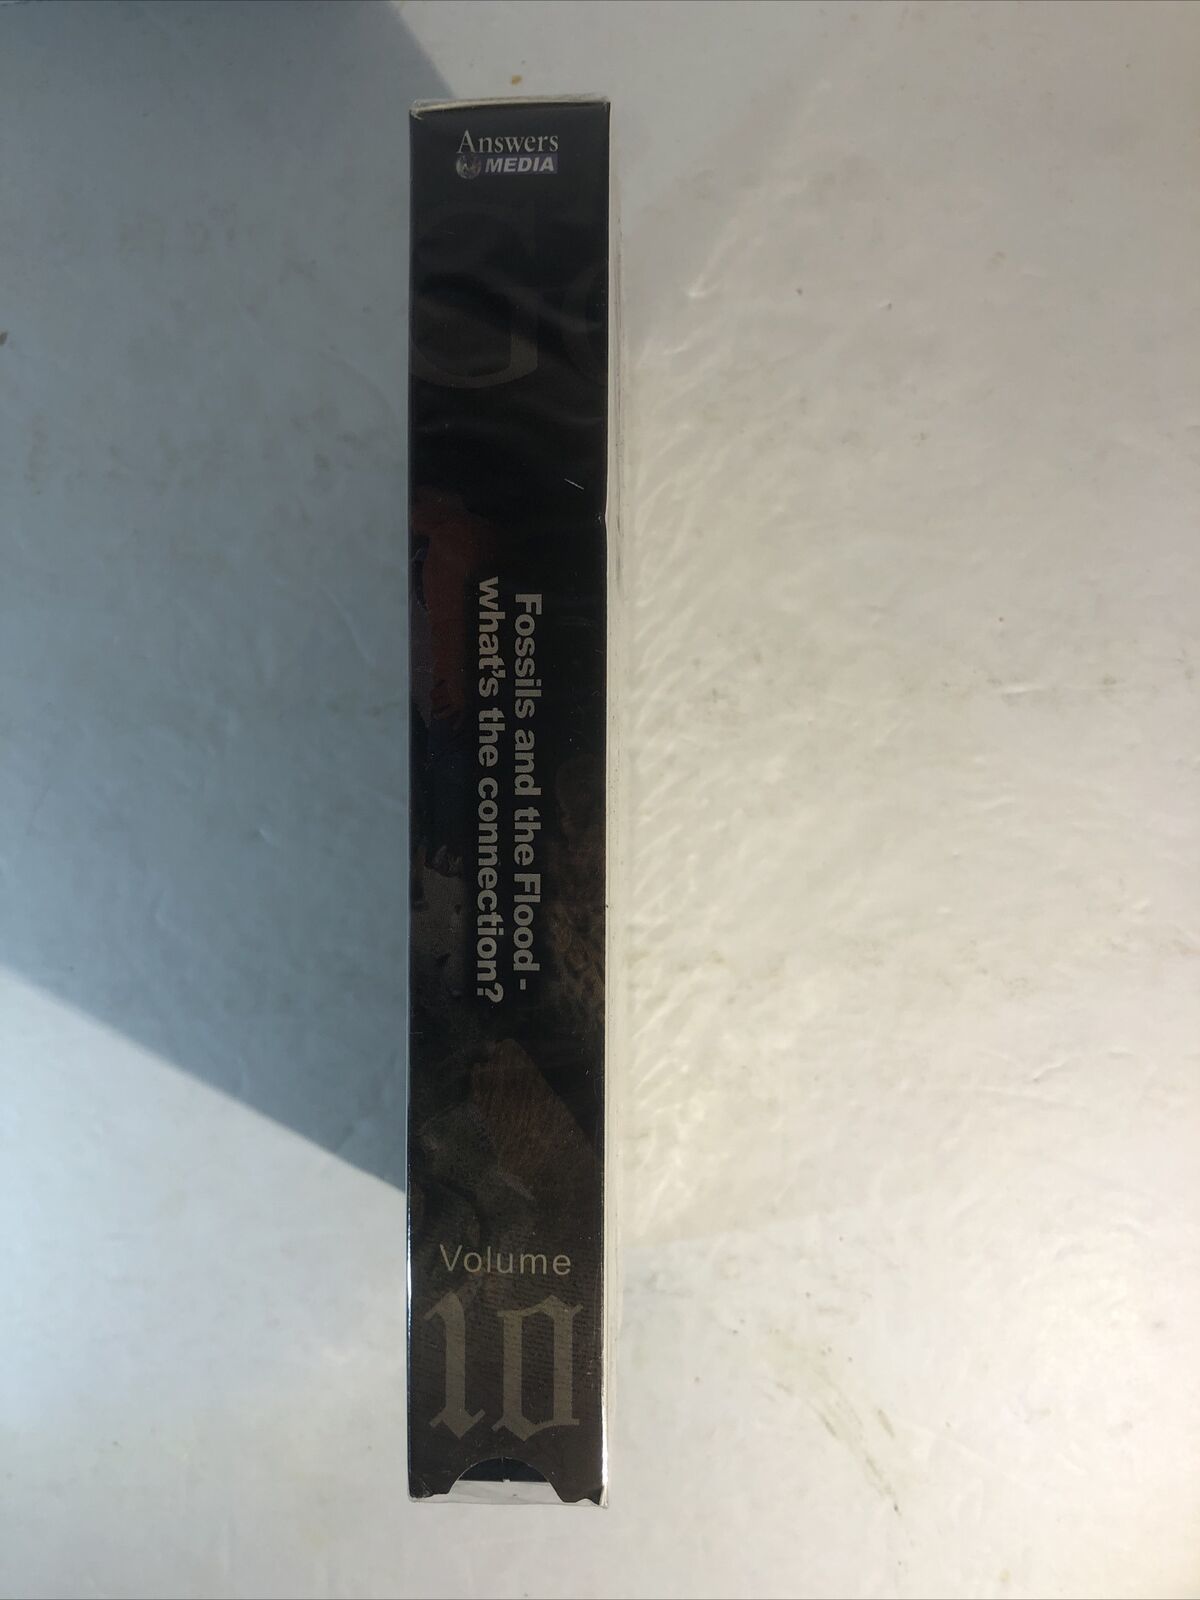 Answers
MEDIA
Fossils and the Flood -
what's the connection?
Volume
10